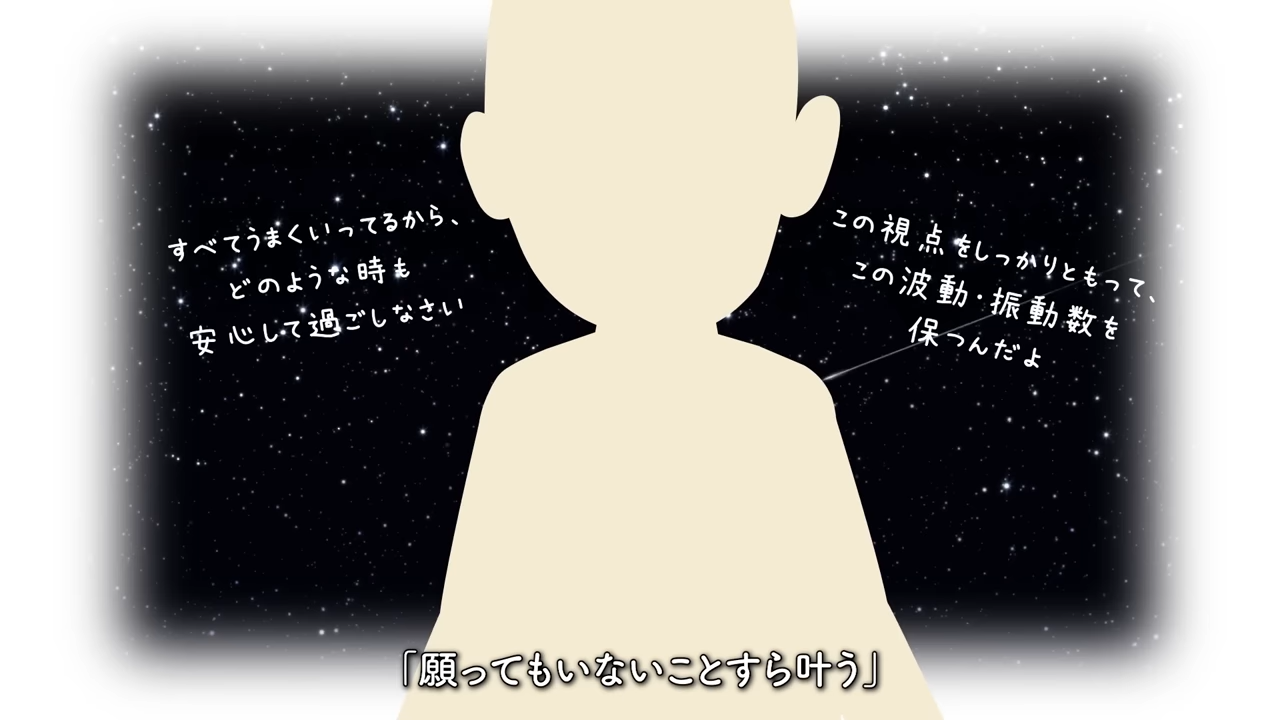 すべてうまくいってるから、
どのような時も
安心して過ごしなさい
この視点をしっかりともって、
この波動・振動数を
保つんだよ
「願ってもいないことすら叶う」